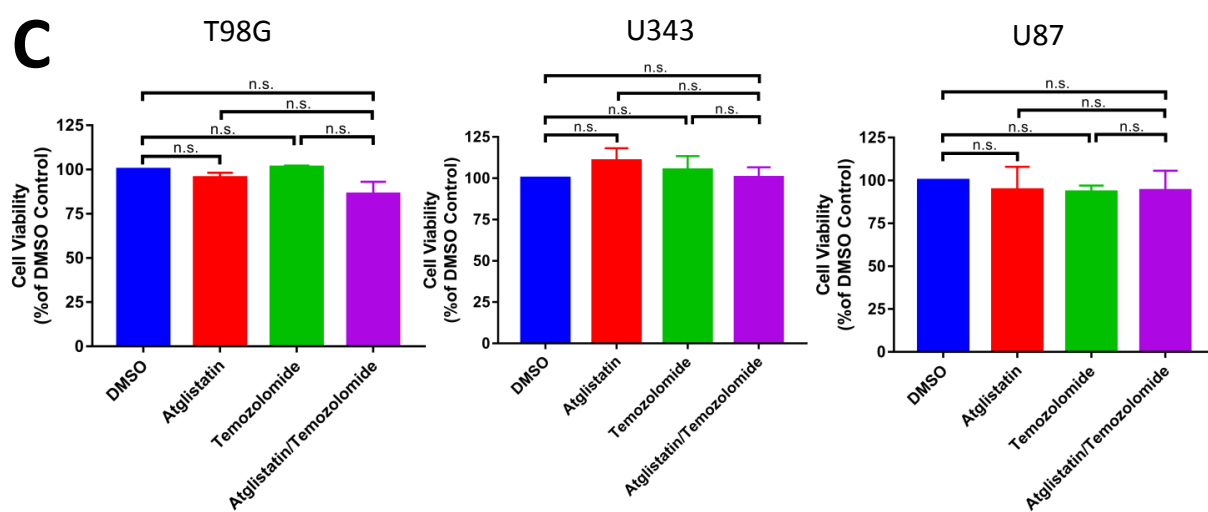 C
T98G
n.s.
n.s.
n.s.
n.s.
n.s.
Cell Viability
(%of DMSO Control)
125
100
75
50
25
0
DMSO
Atglistatin
Temozolomide
Atglistatin/Temozolomide
U343
n.s.
n.s.
n.s.
n.s.
n.s.
Cell Viability
(%of DMSO Control)
125
100
75
50
25
0
DMSO
Atglistatin
Temozolomide
Atglistatin/Temozolomide
U87
n.s.
n.s.
n.s.
n.s.
n.s.
Cell Viability
(%of DMSO Control)
125
100
75
50
25
0
DMSO
Atglistatin
Temozolomide
Atglistatin/Temozolomide